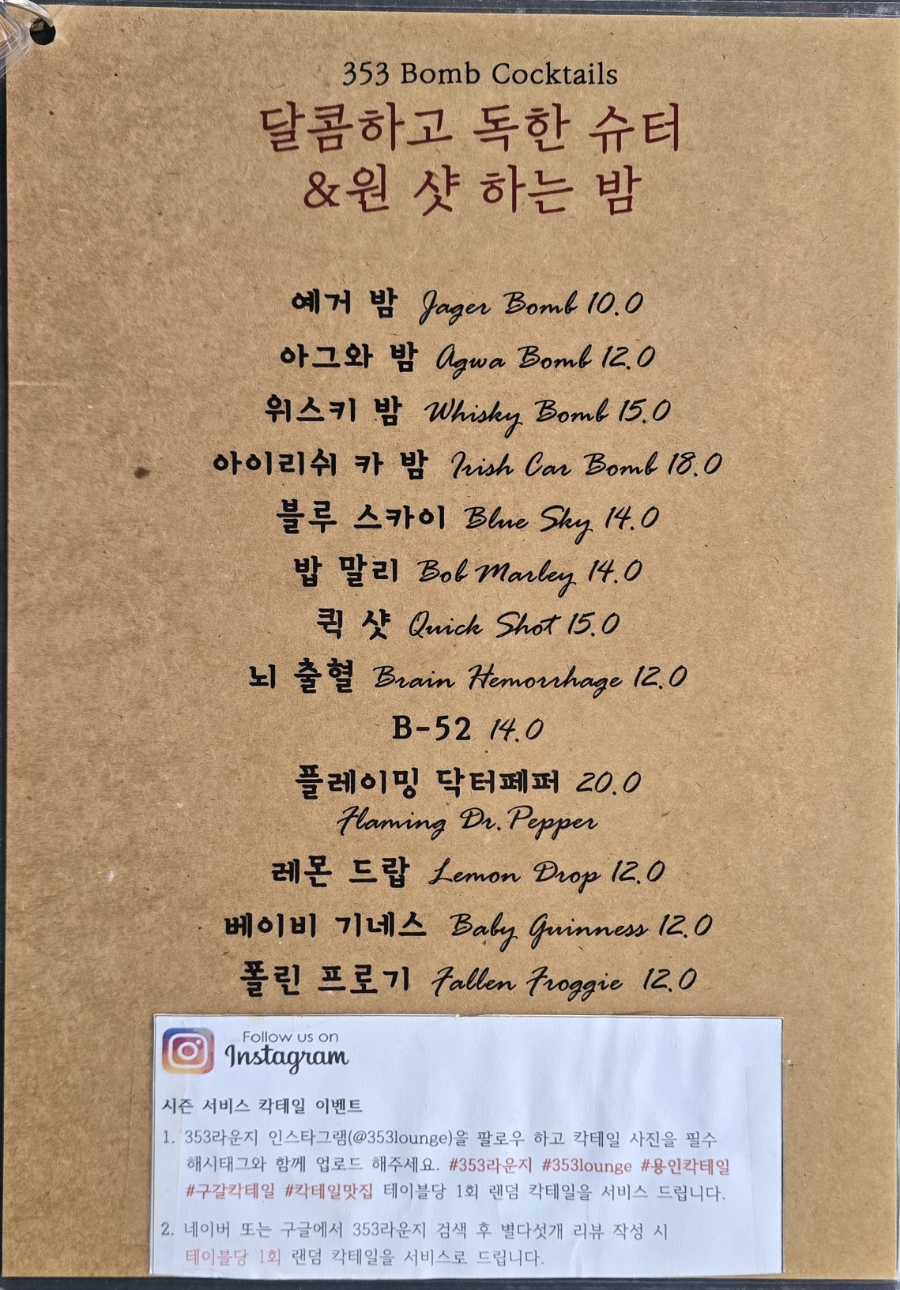 353 Bomb Cocktails
달콤하고 독한 슈터
&원 샷 하는 밤
예거 밤 Jager Bomb 10.0
아그와 밤 Agwa Bomb 12.0
위스키 밤 Whisky Bomb 15.0
아이리쉬 카 밤 Irish Car Bomb 18.0
블루 스카이 Blue Sky 14.0
밥 말리 Bob Marley 14.0
퀵 샷 Quick Shot 15.0
뇌 출혈 Brain Hemorrhage 12.0
B-52 14.0
플레이밍 닥터페퍼 20.0
Flaming Dr.Pepper
레몬 드랍 Lemon Drop 12.0
베이비 기네스 Baby Guinness 12.0
폴린 프로기 Fallen Froggie 12.0
Follow us on
Instagram
시즌 서비스 칵테일 이벤트
1. 353라운지 인스타그램(@353lounge)을 팔로우 하고 칵테일 사진을 필수
해시태그와 함께 업로드 해주세요. #353라운지 #353lounge #용인칵테일
#구갈칵테일 #칵테일맛집 테이블당 1회 랜덤 칵테일을 서비스 드립니다.
2. 네이버 또는 구글에서 353라운지 검색 후 별다섯개 리뷰 작성 시
테이블당 1회 랜덤 칵테일을 서비스로 드립니다.